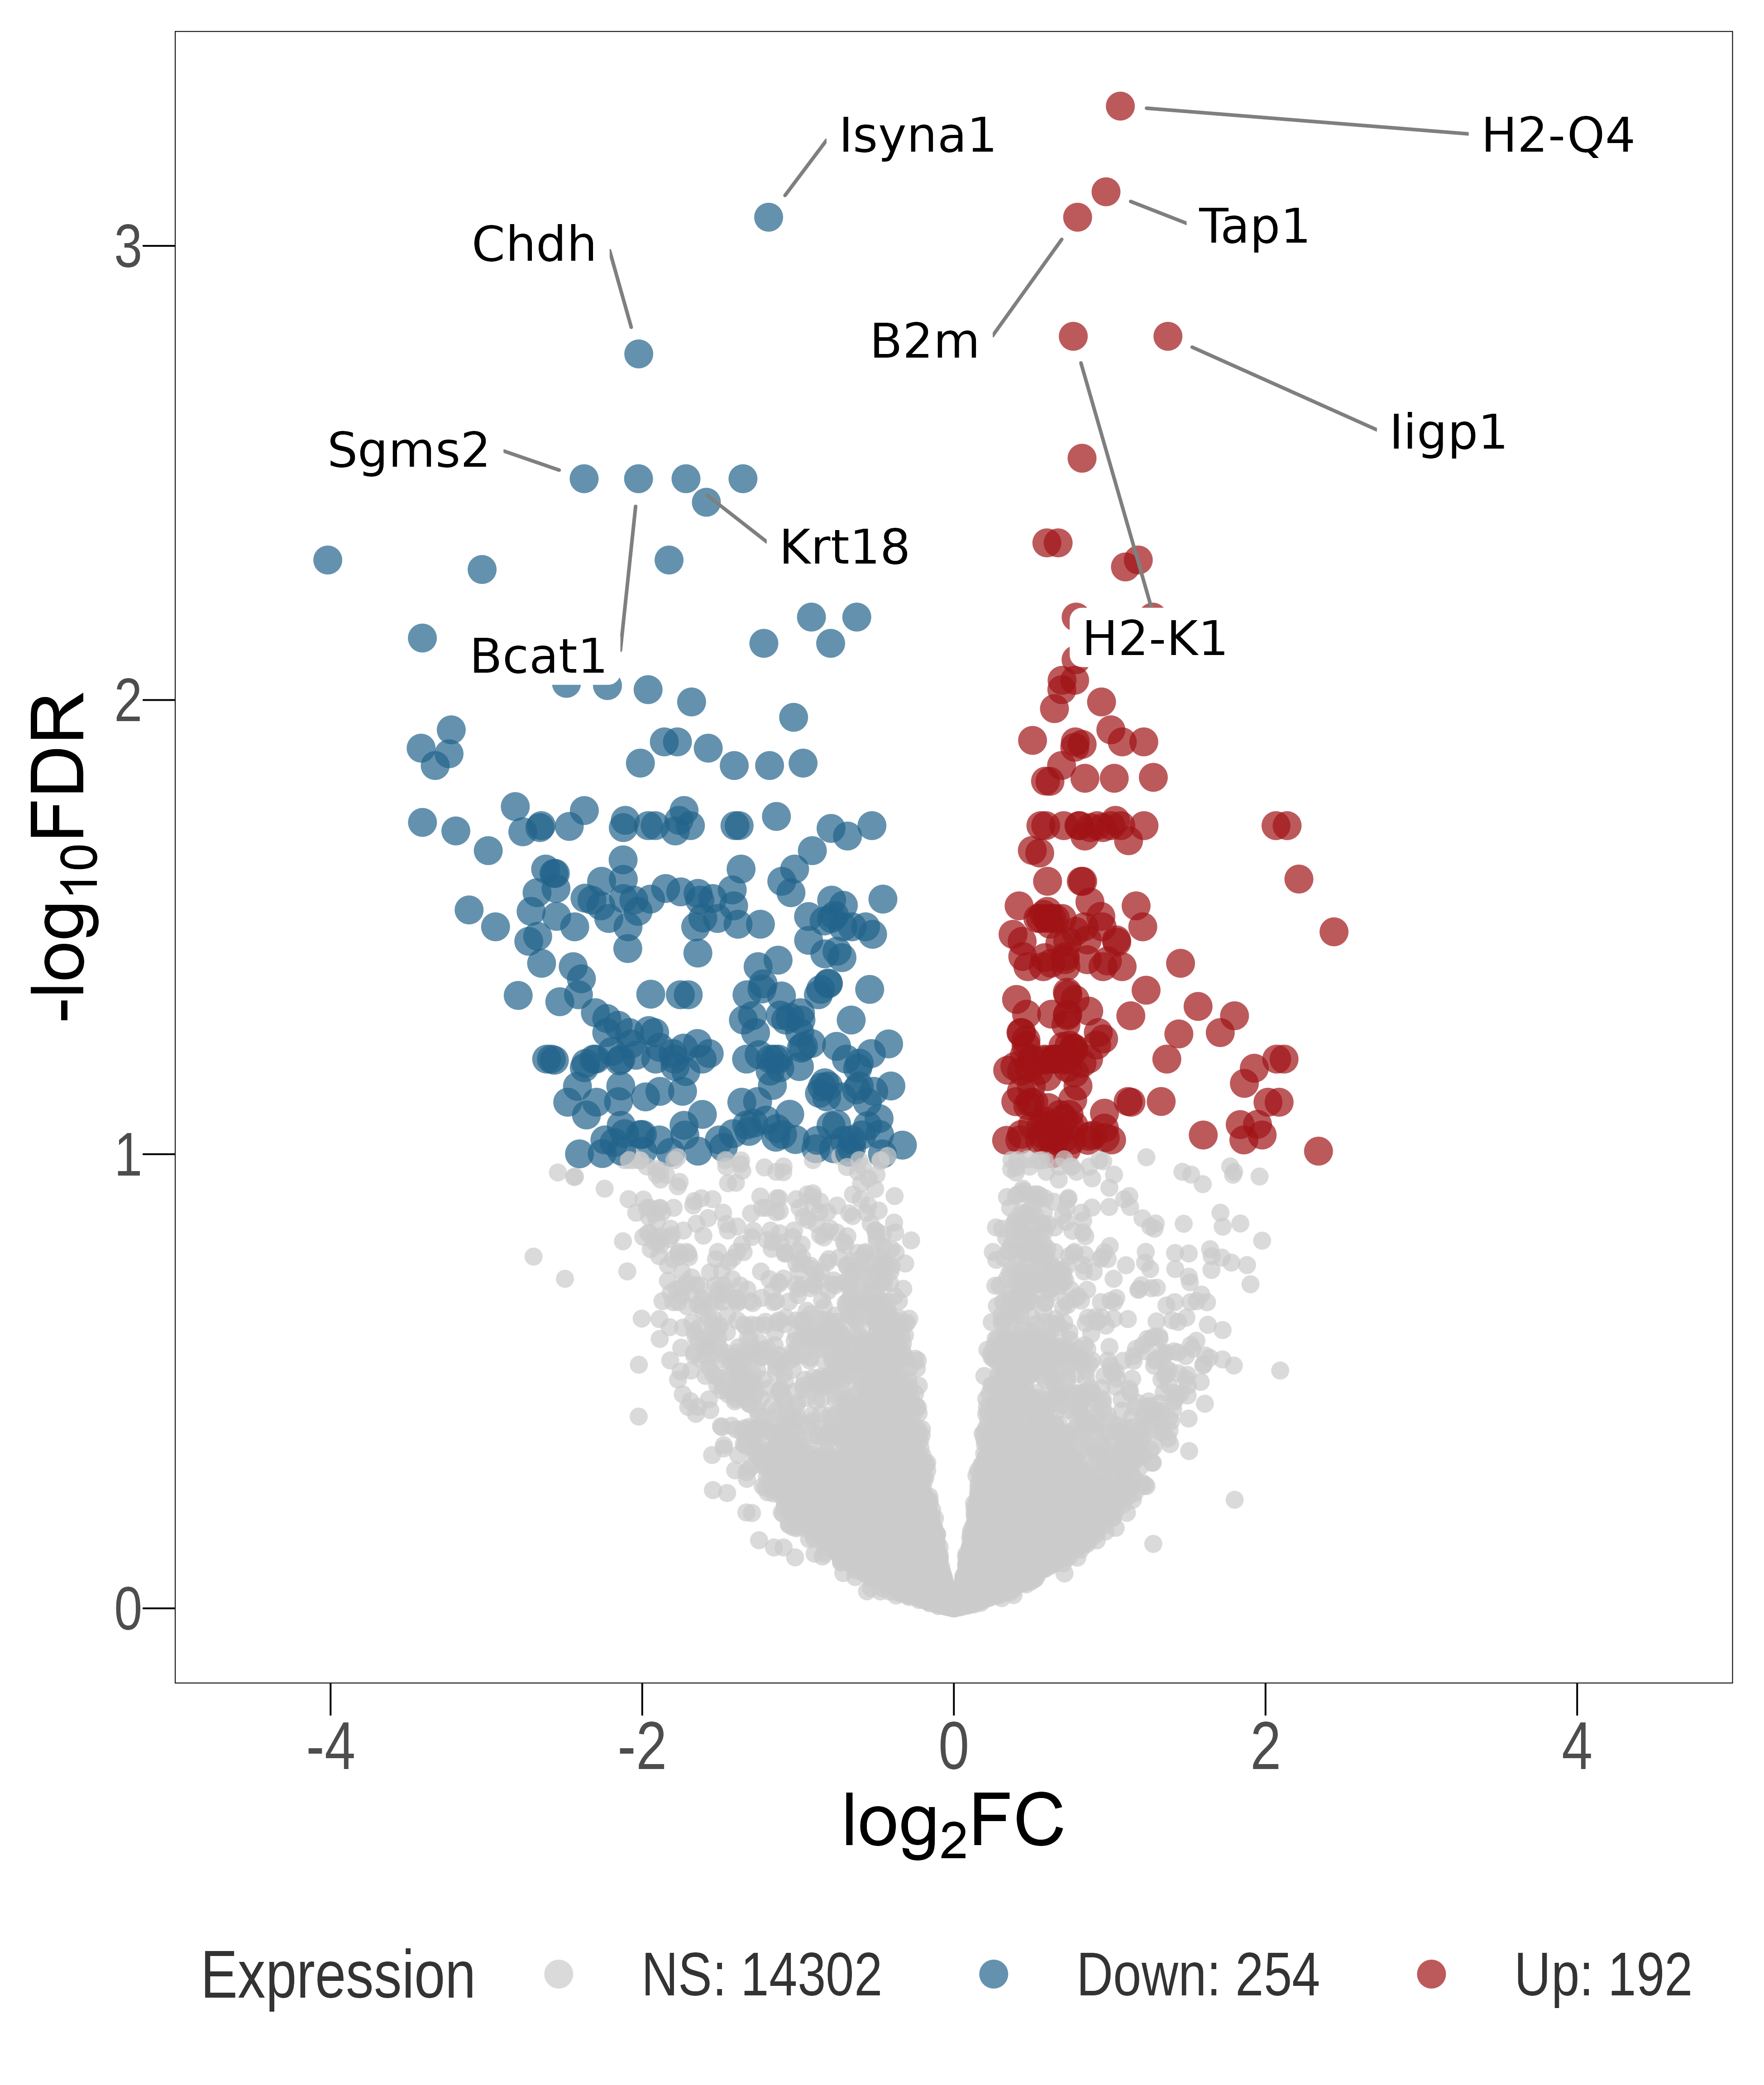 H2-Q4
Isyna1
Tap1
Chdh
B2m
Iigp1
Sgms2
Krt18
H2-K1
Bcat1
-log10FDR
3
2
1
0
-4 -2 0 2 4
log2FC
Expression NS: 14302 Down: 254 Up: 192